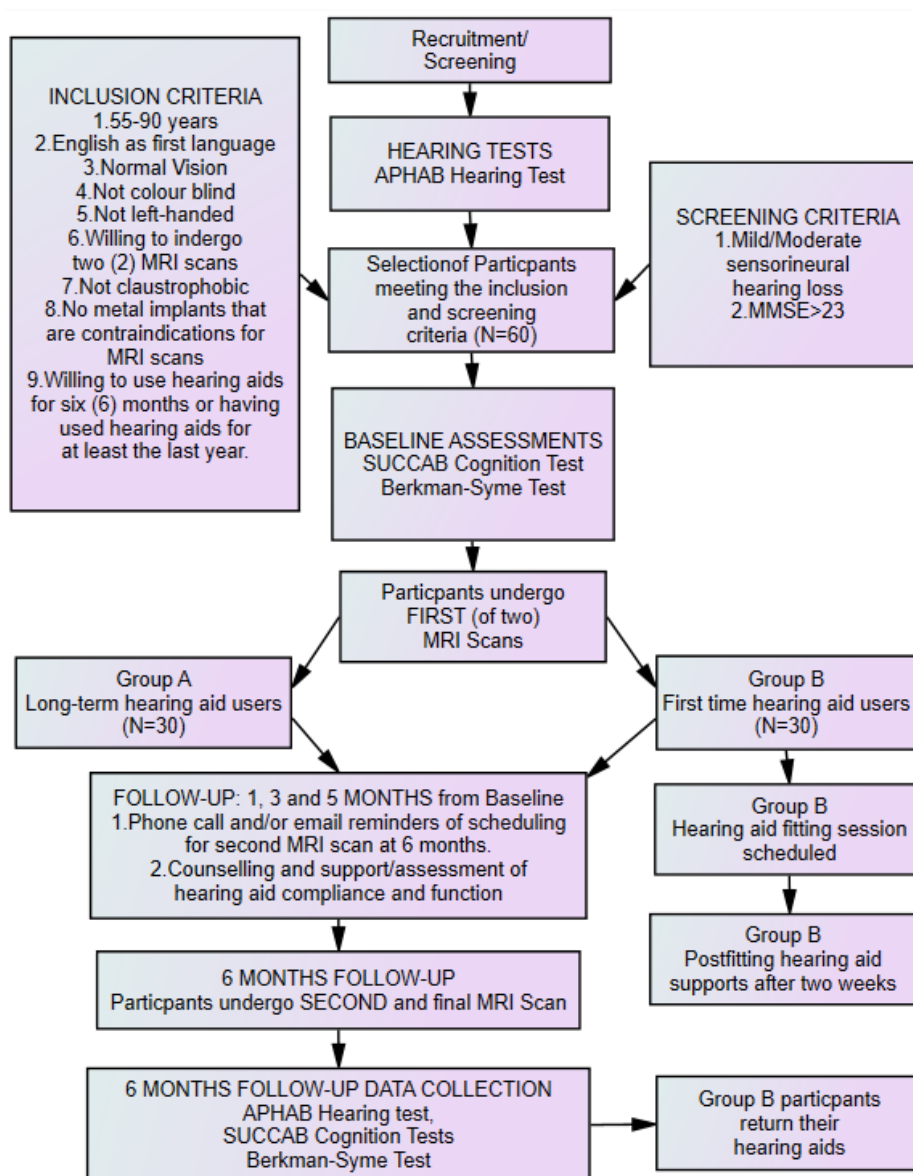 Recruitment/
Screening
INCLUSION CRITERIA
1.55-90 years
2.English as first language
3.Normal Vision
4.Not colour blind
5.Not left-handed
6.Willing to indergo
two (2) MRI scans
7.Not claustrophobic
8.No metal implants that
are contraindications for
MRI scans
9.Willing to use hearing aids
for six (6) months or having
used hearing aids for
at least the last year.
HEARING TESTS
APHAB Hearing Test
SCREENING CRITERIA
1.Mild/Moderate
sensorineural
hearing loss
2.MMSE>23
Selectionof Particpants
meeting the inclusion
and screening
criteria (N=60)
BASELINE ASSESSMENTS
SUCCAB Cognition Test
Berkman-Syme Test
Particpants undergo
FIRST (of two)
MRI Scans
Group A
Long-term hearing aid users
(N=30)
Group B
First time hearing aid users
(N=30)
FOLLOW-UP: 1, 3 and 5 MONTHS from Baseline
1.Phone call and/or email reminders of scheduling
for second MRI scan at 6 months.
2.Counselling and support/assessment of
hearing aid compliance and function
Group B
Hearing aid fitting session
scheduled
Group B
Postfitting hearing aid
supports after two weeks
6 MONTHS FOLLOW-UP
Particpants undergo SECOND and final MRI Scan
6 MONTHS FOLLOW-UP DATA COLLECTION
APHAB Hearing test,
SUCCAB Cognition Tests
Berkman-Syme Test
Group B particpants
return their
hearing aids